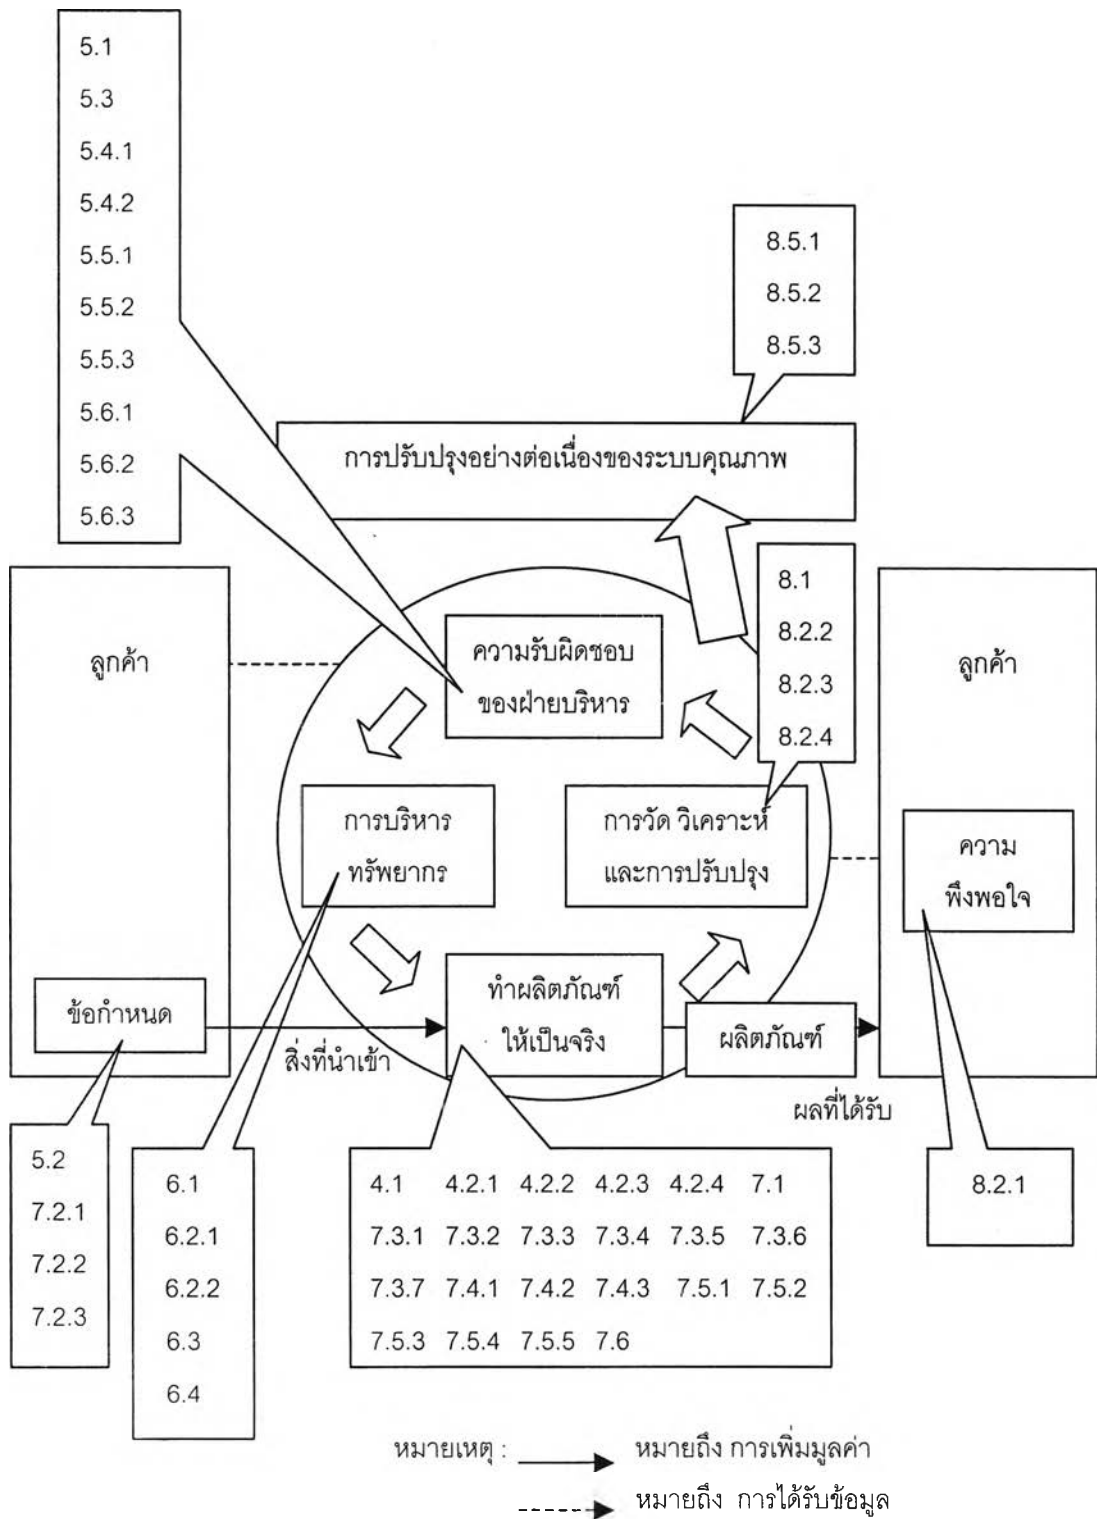 5.1
5.3
5.4.1
5.4.2
5.5.1
5.5.2
5.5.3
5.6.1
5.6.2
5.6.3
8.5.1
8.5.2
8.5.3
การปรับปรุงอย่างต่อเนื่องของระบบคุณภาพ
8.1
8.2.2
8.2.3
8.2.4
ลูกค้า
ความรับผิดชอบ
ของฝ่ายบริหาร
ลูกค้า
การบริหาร
ทรัพยากร
การวัด วิเคราะห์
และการปรับปรุง
ความ
พึงพอใจ
ข้อกำหนด
สิ่งที่นำเข้า
ทำผลิตภัณฑ์
ให้เป็นจริง
ผลิตภัณฑ์
ผลที่ได้รับ
5.2
7.2.1
7.2.2
7.2.3
6.1
6.2.1
6.2.2
6.3
6.4
4.1 4.2.1 4.2.2 4.2.3 4.2.4 7.1
7.3.1 7.3.2 7.3.3 7.3.4 7.3.5 7.3.6
7.3.7 7.4.1 7.4.2 7.4.3 7.5.1 7.5.2
7.5.3 7.5.4 7.5.5 7.6
8.2.1
หมายเหตุ : หมายถึง การเพิ่มมูลค่า
หมายถึง การได้รับข้อมูล